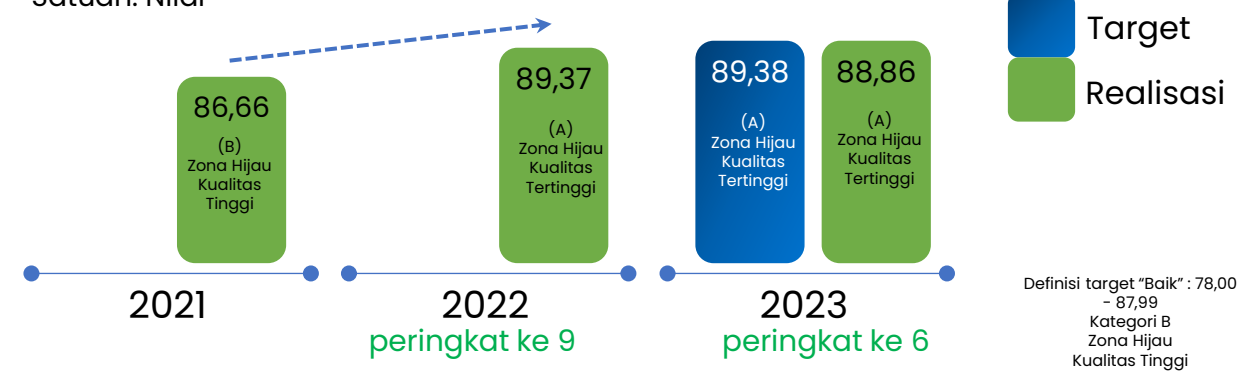 Satuan: Nilai
Target
Realisasi
86,66
(B)
Zona Hijau
Kualitas
Tinggi
89,37
(A)
Zona Hijau
Kualitas
Tertinggi
89,38
(A)
Zona Hijau
Kualitas
Tertinggi
88,86
(A)
Zona Hijau
Kualitas
Tertinggi
2021
2022
peringkat ke 9
2023
peringkat ke 6
Definisi target “Baik” : 78,00
- 87,99
Kategori B
Zona Hijau
Kualitas Tinggi